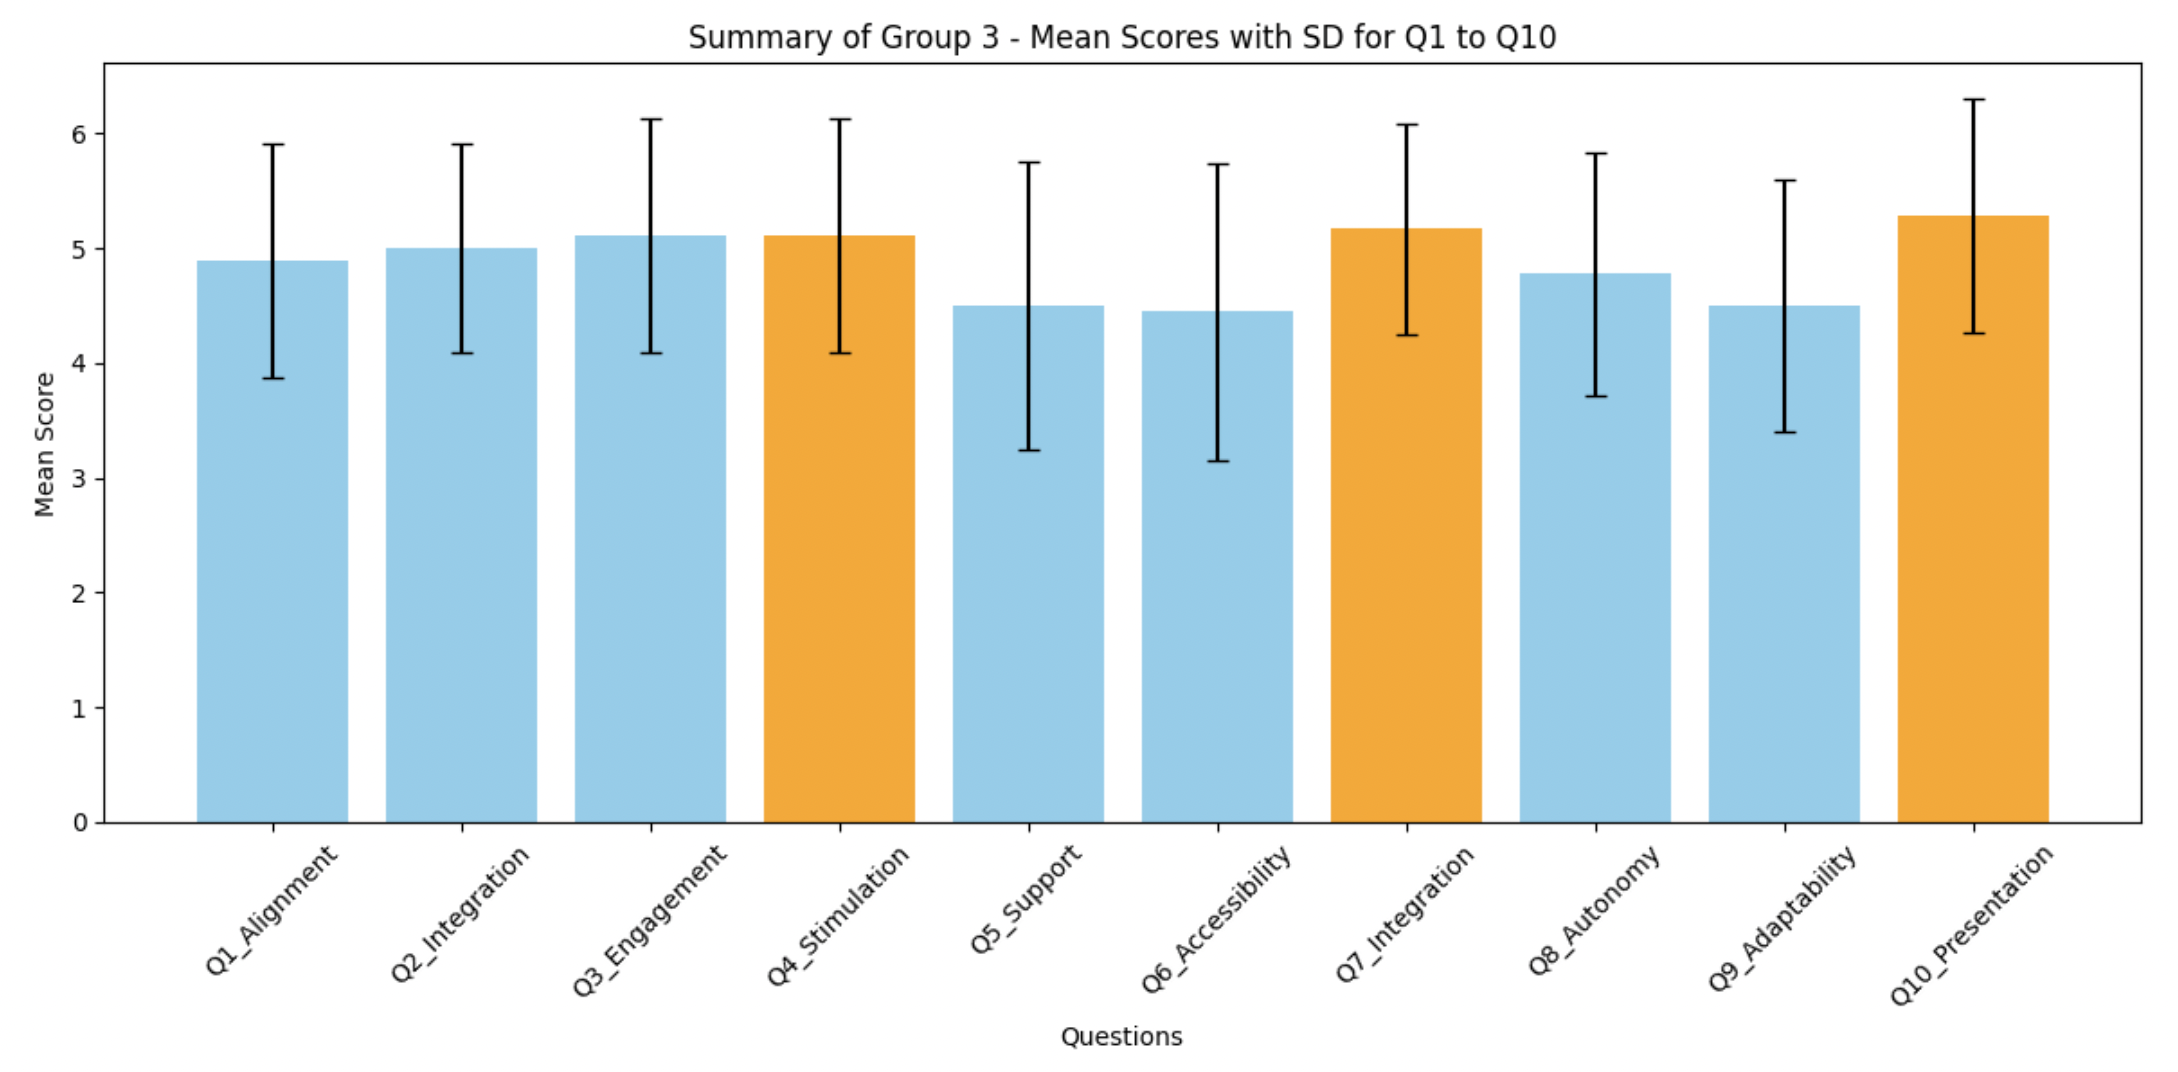 Summary of Group 3 - Mean Scores with SD for Q1 to Q10
Mean Score
6
5
4
3
2
1
0
Q1_Alignment
Q2_Integration
Q3_Engagement
Q4_Stimulation
Q5_Support
Q6_Accessibility
Q7_Integration
Q8_Autonomy
Q9_Adaptability
Q10_Presentation
Questions